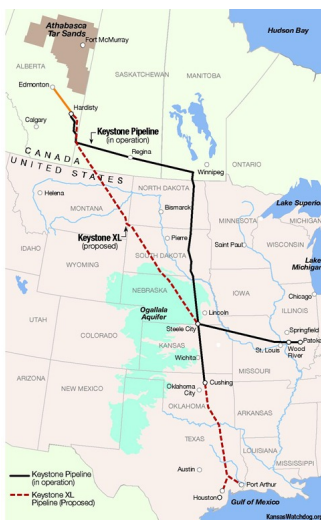 Athabasca
Tar Sands
Fort McMurray
Hudson Bay
ALBERTA
SASKATCHEWAN
MANITOBA
Edmonton
Hardisty
Calgary
Keystone Pipeline
(in operation)
Regina
ONTARIO
Winnipeg
CANADA
UNITED STATES
NORTH DAKOTA
Helena
MONTANA
Bismarck
MINNESOTA
Lake Superior
MICHIGAN
Keystone XL
(proposed)
Pierre
Saint Paul
WISCONSIN
IDAHO
SOUTH DAKOTA
Lake
Michigan
WYOMING
NEBRASKA
IOWA
Chicago
Ogallala
Aquifer
Lincoln
ILLINOIS
UTAH
Steele City
Springfield
COLORADO
KANSAS
Patoka
St. Louis
Wood
River
Wichita
MISSOURI
ARIZONA
NEW MEXICO
Cushing
Oklahoma
City
OKLAHOMA
ARKANSAS
TEXAS
LOUISIANA
MISSISSIPPI
Austin
Keystone Pipeline
(in operation)
Port Arthur
Houston
Keystone XL
Pipeline (Proposed)
Gulf of Mexico
KansasWatchdog.org